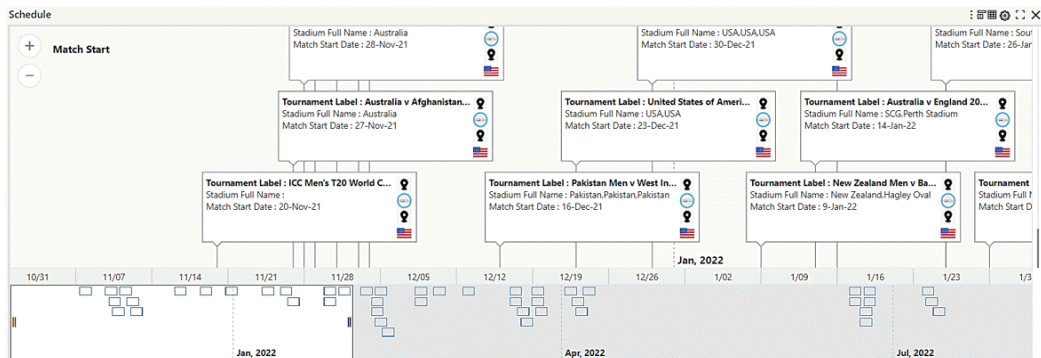 Schedule
Match Start
Stadium Full Name : Australia
Match Start Date : 28-Nov-21
Stadium Full Name : USA,USA,USA
Match Start Date : 30-Dec-21
Stadium Full Name : Sout
Match Start Date : 26-Jar
Tournament Label : Australia v Afghanistan...
Stadium Full Name : Australia
Match Start Date : 27-Nov-21
Tournament Label : United States of Ameri...
Stadium Full Name : USA,USA
Match Start Date : 23-Dec-21
Tournament Label : Australia v England 20...
Stadium Full Name : SCG,Perth Stadium
Match Start Date : 14-Jan-22
Tournament Label : ICC Men's T20 World C...
Stadium Full Name :
Match Start Date : 20-Nov-21
Tournament Label : Pakistan Men v West In...
Stadium Full Name : Pakistan,Pakistan,Pakistan
Match Start Date : 16-Dec-21
Tournament Label : New Zealand Men v Ba...
Stadium Full Name : New Zealand,Hagley Oval
Match Start Date : 9-Jan-22
Tournament
Stadium Full N
Match Start D
Jan, 2022
10/31 11/07 11/14 11/21 11/28 12/05 12/12 12/19 12/26 1/02 1/09 1/16 1/23 1/3
Jan, 2022 Apr, 2022 Jul, 2022